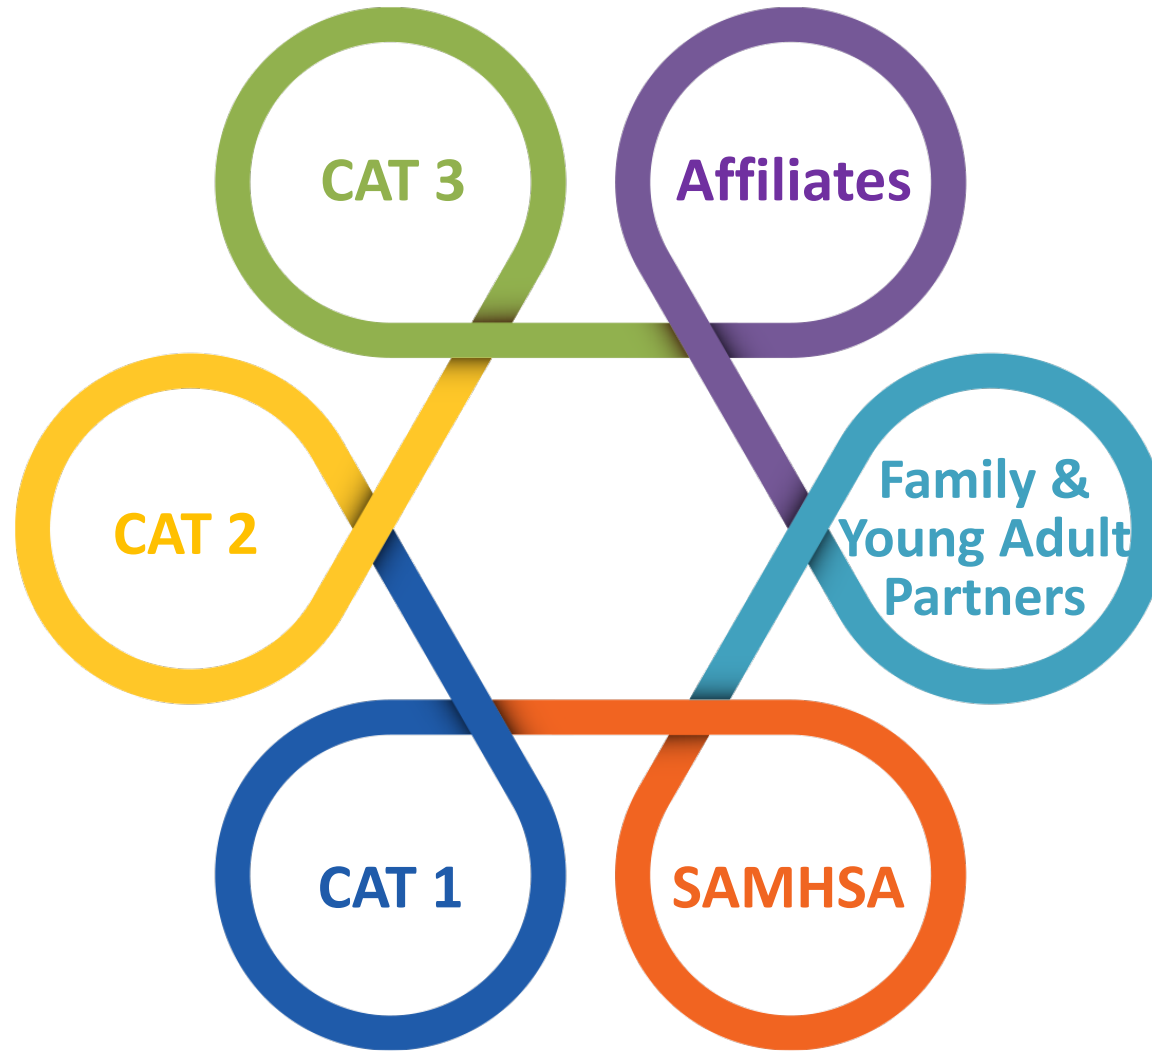 CAT 3
Affiliates
CAT 2
Family &
Young Adult
Partners
CAT 1
SAMHSA